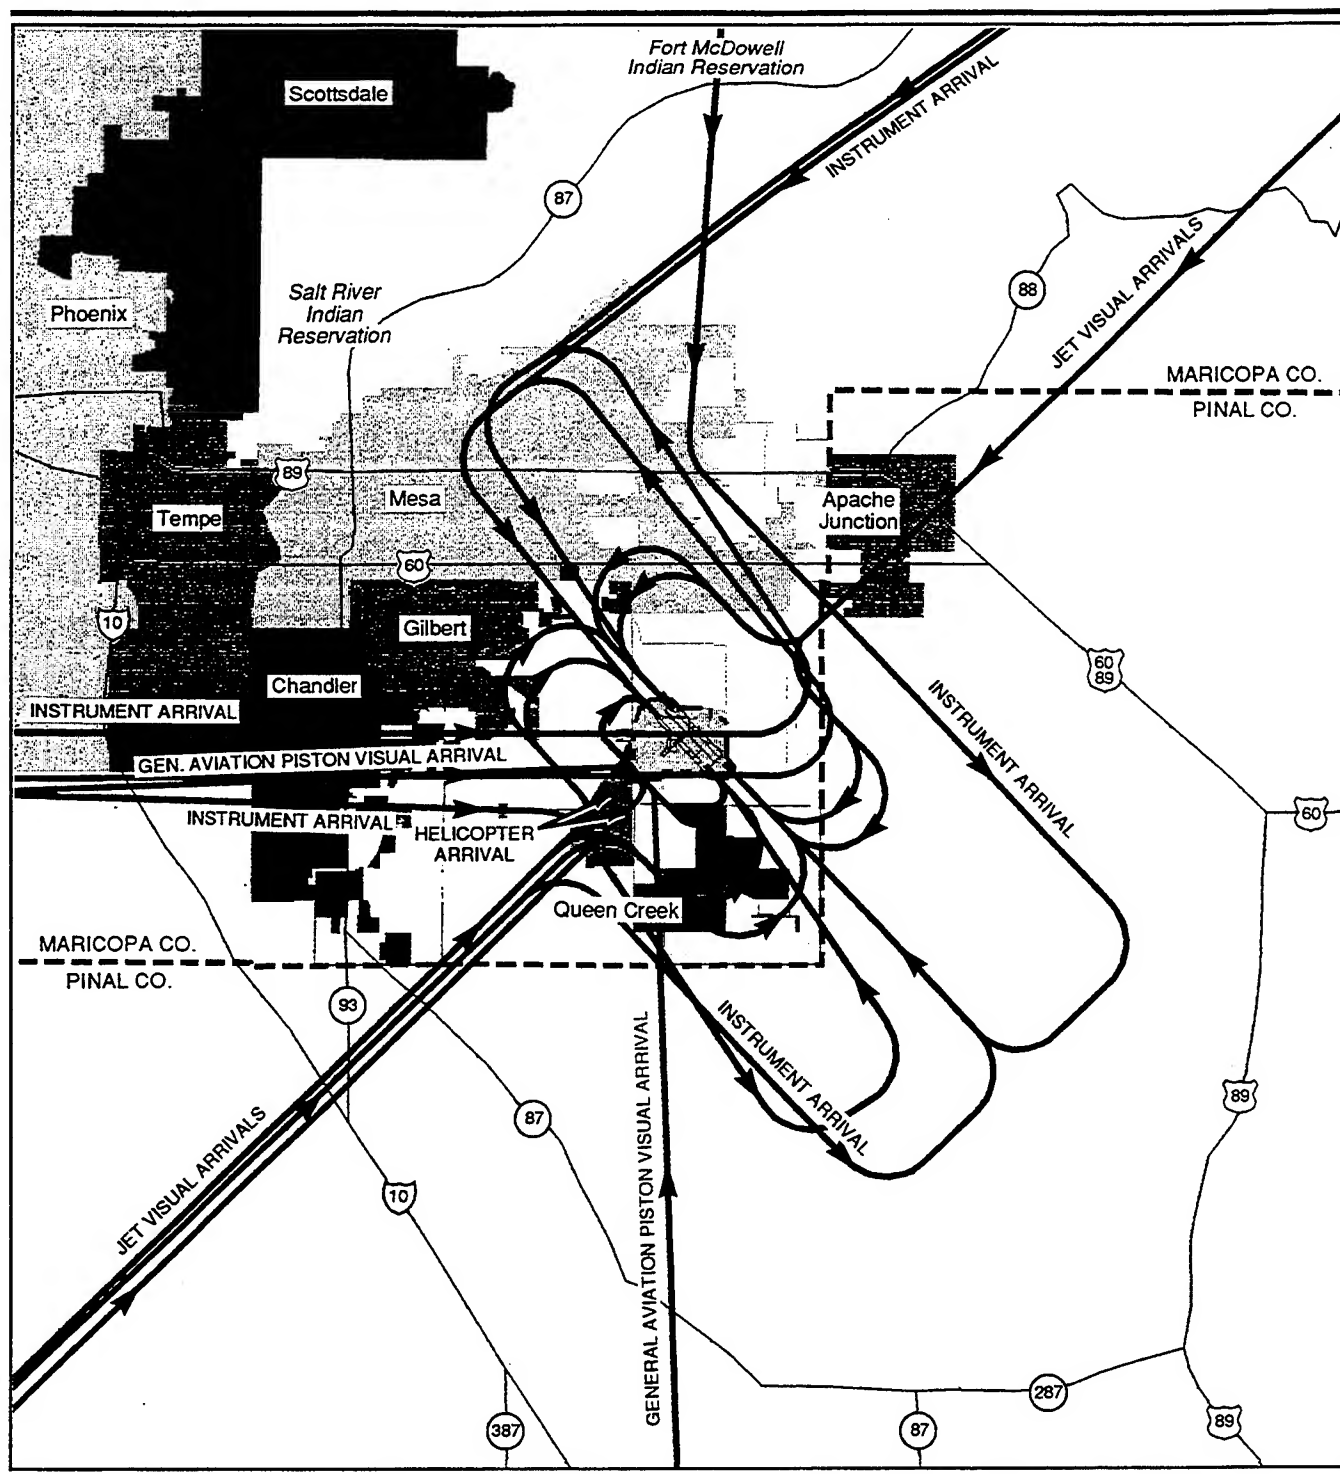 Fort McDowell
Indian Reservation
INSTRUMENT ARRIVAL
Scottsdale
87
JET VISUAL ARRIVALS
88
Salt River
Indian
Reservation
Phoenix
MARICOPA CO.
PINAL CO.
89
Mesa
Apache
Junction
Tempe
60
10
Gilbert
60
89
Chandler
INSTRUMENT ARRIVAL
INSTRUMENT ARRIVAL
GEN. AVIATION PISTON VISUAL ARRIVAL
INSTRUMENT ARRIVAL
HELICOPTER
ARRIVAL
60
Queen Creek
MARICOPA CO.
PINAL CO.
93
INSTRUMENT ARRIVAL
GENERAL AVIATION PISTON VISUAL ARRIVAL
87
89
JET VISUAL ARRIVALS
10
287
387
87
89